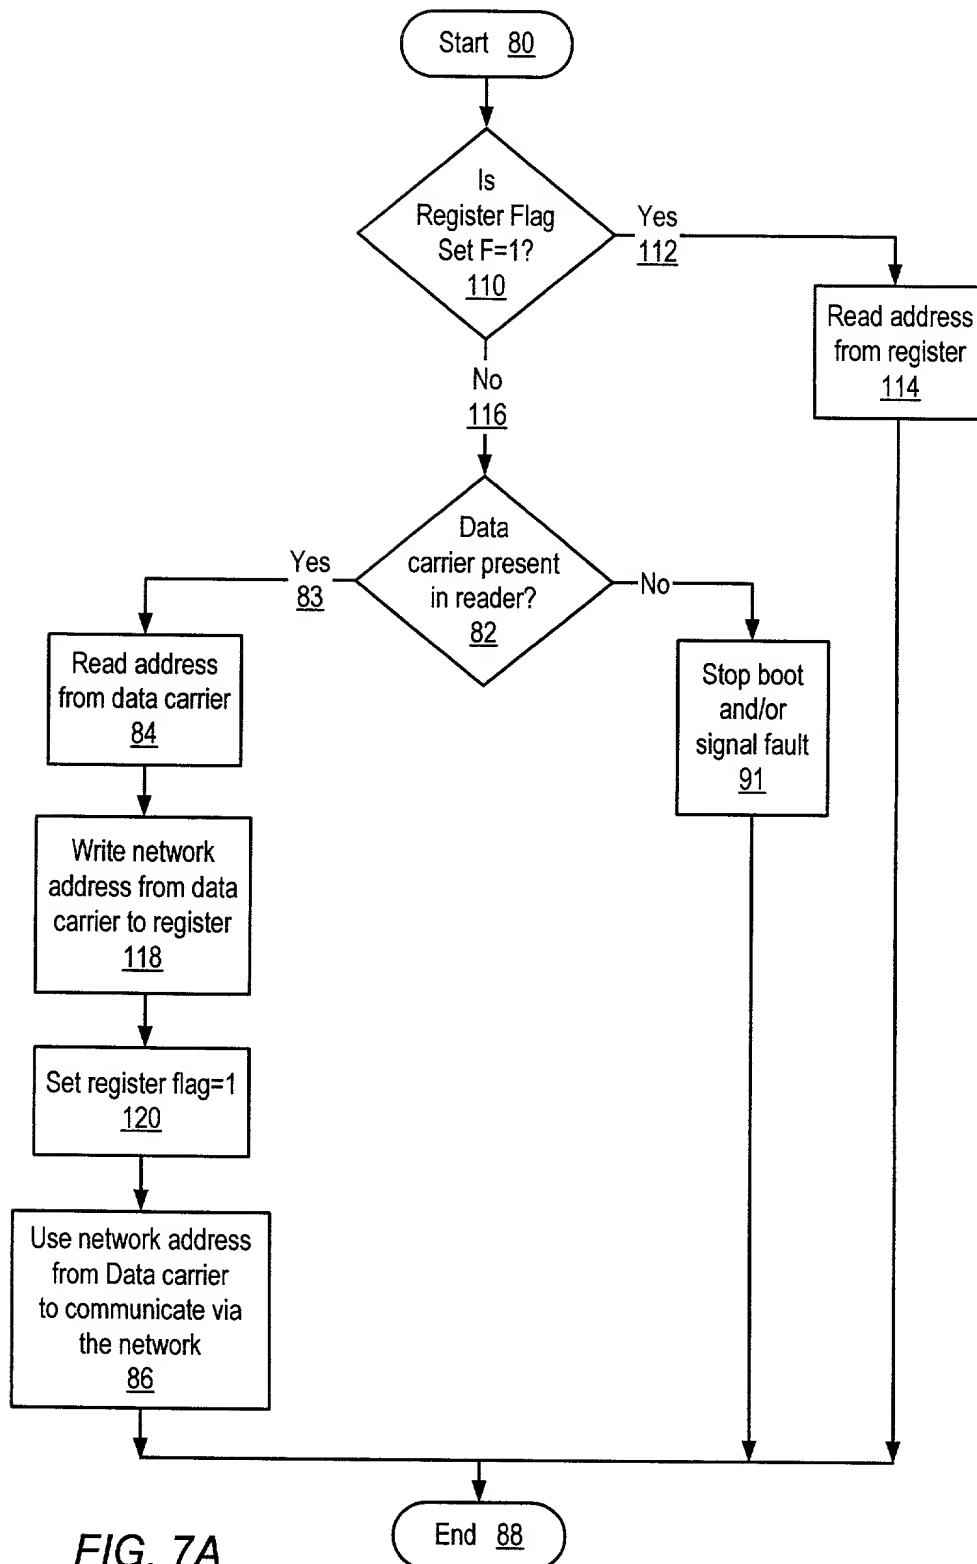 Start 80
Is
Register Flag
Set F=1?
110
Yes
112
Read address
from register
114
No
116
Data
carrier present
in reader?
82
Yes
83
No
Read address
from data carrier
84
Stop boot
and/or
signal fault
91
Write network
address from data
carrier to register
118
Set register flag=1
120
Use network address
from Data carrier
to communicate via
the network
86
End 88
FIG. 7A